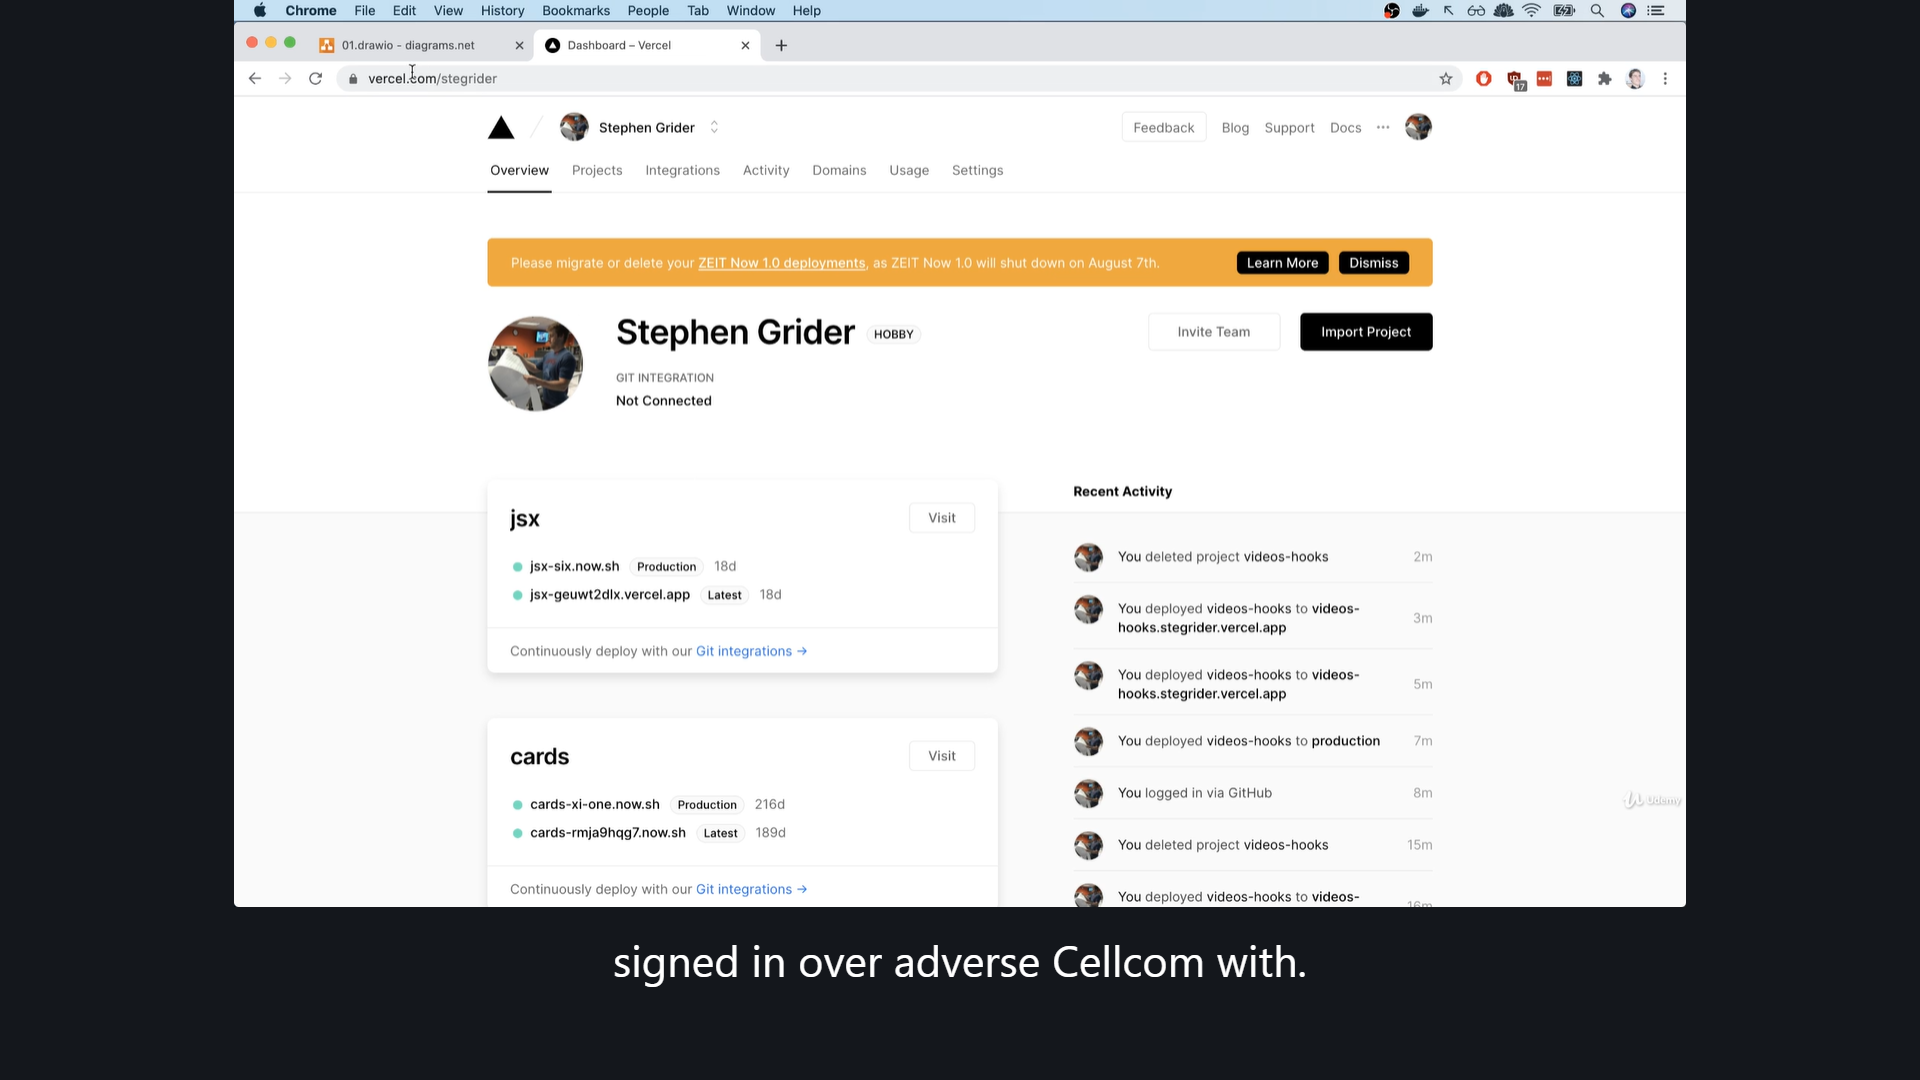 Chrome File Edit View History Bookmarks People Tab Window Help
01.drawio - diagrams.net
Dashboard – Vercel
vercel.com/stegrider
17
Stephen Grider
Feedback Blog Support Docs
Overview Projects Integrations Activity Domains Usage Settings
Please migrate or delete your ZEIT Now 1.0 deployments, as ZEIT Now 1.0 will shut down on August 7th.
Learn More Dismiss
Stephen Grider HOBBY
Invite Team Import Project
GIT INTEGRATION
Not Connected
jsx Visit
jsx-six.now.sh Production 18d
jsx-geuwt2dlx.vercel.app Latest 18d
Continuously deploy with our Git integrations →
cards Visit
cards-xi-one.now.sh Production 216d
cards-rmja9hqg7.now.sh Latest 189d
Continuously deploy with our Git integrations →
Recent Activity
You deleted project videos-hooks 2m
You deployed videos-hooks to videos-
hooks.stegrider.vercel.app 3m
You deployed videos-hooks to videos-
hooks.stegrider.vercel.app 5m
You deployed videos-hooks to production 7m
You logged in via GitHub 8m
You deleted project videos-hooks 15m
You deployed videos-hooks to videos- 16m
Udemy
signed in over adverse Cellcom with.